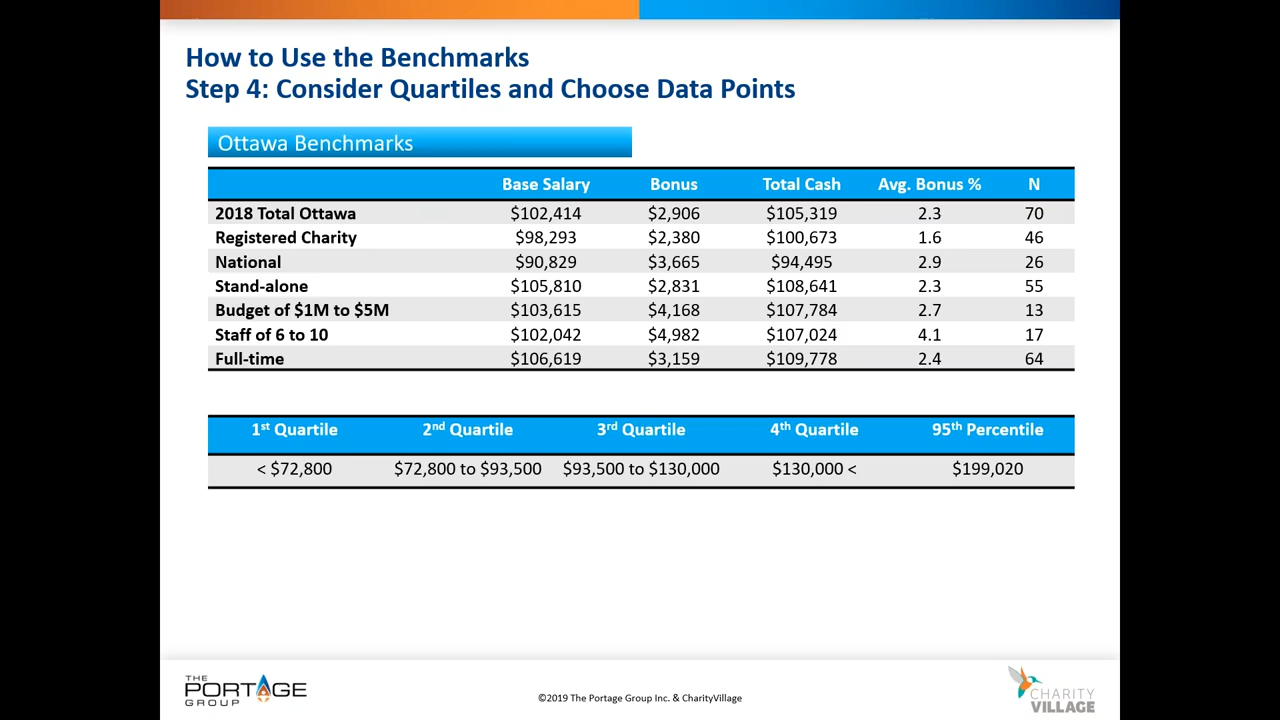 How to Use the Benchmarks
Step 4: Consider Quartiles and Choose Data Points
Ottawa Benchmarks
Base Salary Bonus Total Cash Avg. Bonus % N
2018 Total Ottawa $102,414 $2,906 $105,319 2.3 70
Registered Charity $98,293 $2,380 $100,673 1.6 46
National $90,829 $3,665 $94,495 2.9 26
Stand-alone $105,810 $2,831 $108,641 2.3 55
Budget of $1M to $5M $103,615 $4,168 $107,784 2.7 13
Staff of 6 to 10 $102,042 $4,982 $107,024 4.1 17
Full-time $106,619 $3,159 $109,778 2.4 64
1st Quartile 2nd Quartile 3rd Quartile 4th Quartile 95th Percentile
< $72,800 $72,800 to $93,500 $93,500 to $130,000 $130,000 < $199,020
THE
PORTAGE
GROUP
©2019 The Portage Group Inc. & CharityVillage
CHARITY
VILLAGE